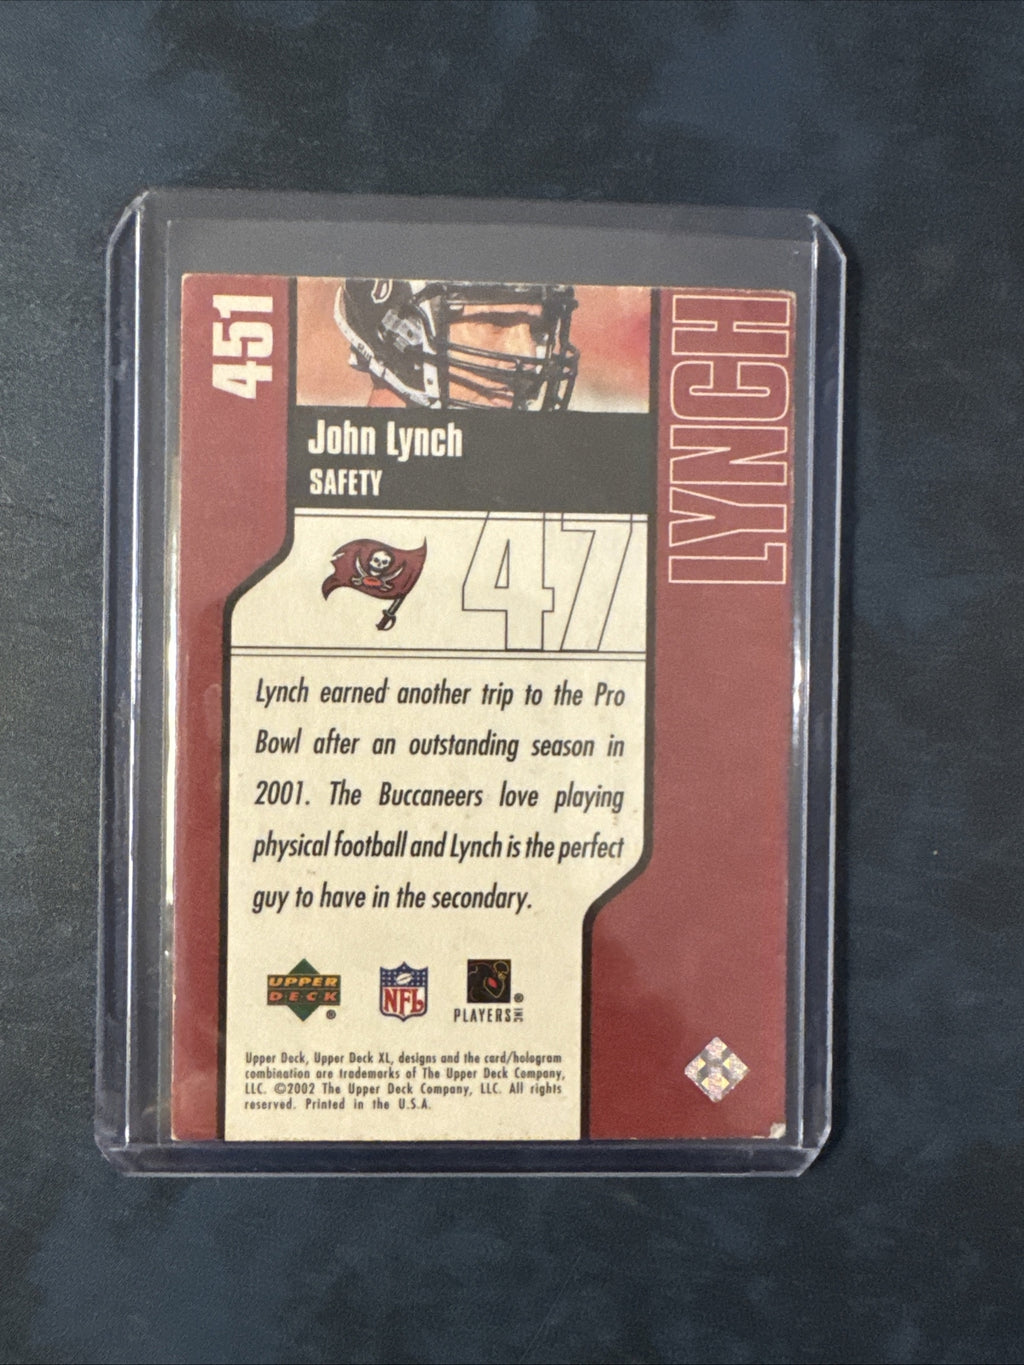 451
LYNCH
John Lynch
SAFETY
47
Lynch earned another trip to the Pro
Bowl after an outstanding season in
2001. The Buccaneers love playing
physical football and Lynch is the perfect
guy to have in the secondary.
UPPER
DECK®
NFL
PLAYERS INC®
Upper Deck, Upper Deck XL, designs and the card/hologram
combination are trademarks of The Upper Deck Company,
LLC. ©2002 The Upper Deck Company, LLC. All rights
reserved. Printed in the U.S.A.